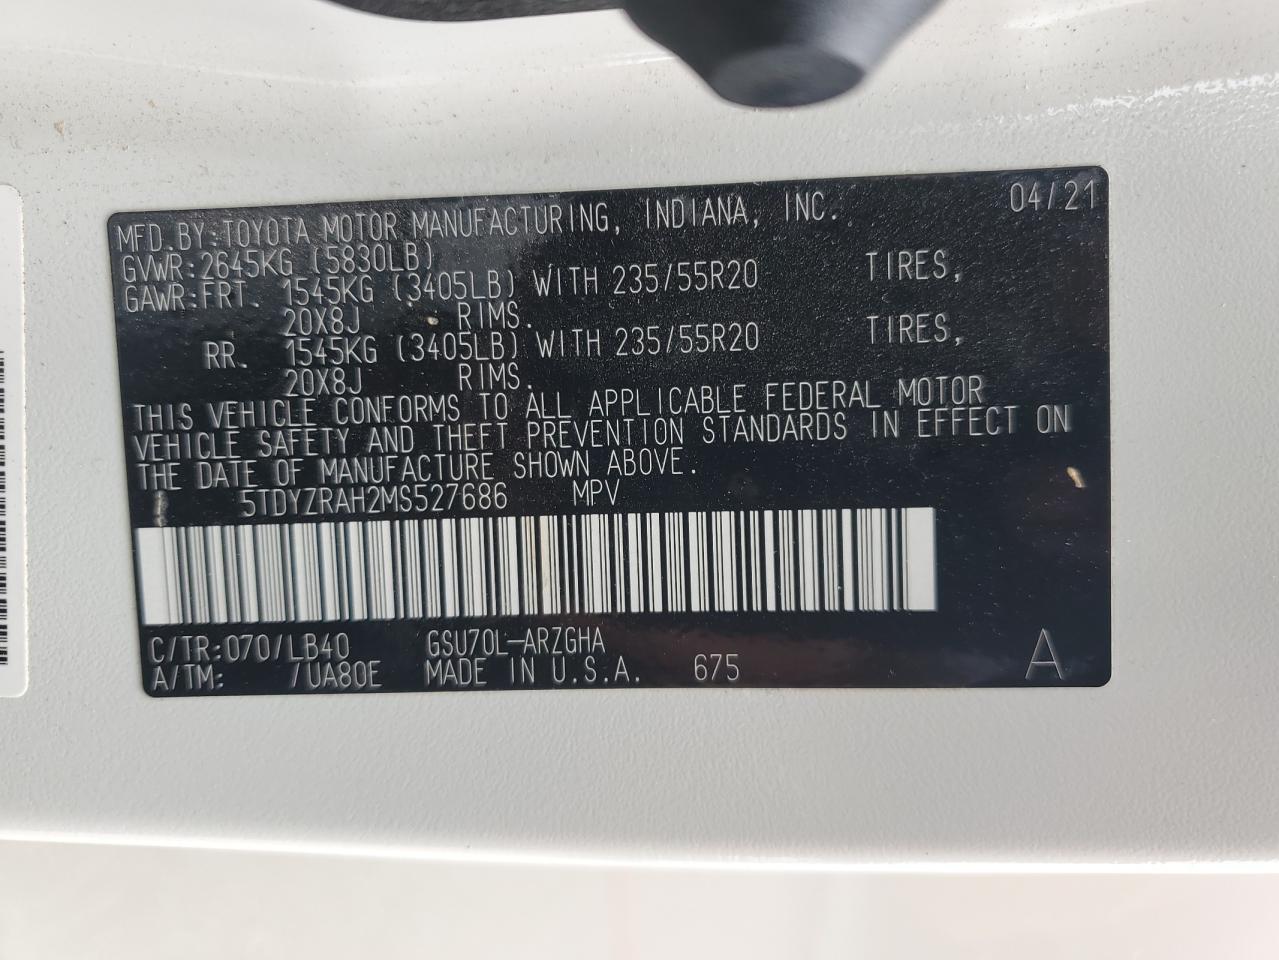 MFD.BY:TOYOTA MOTOR MANUFACTURING, INDIANA, INC. 04/21
GVWR:2645KG (5830LB)
GAWR:FRT. 1545KG (3405LB) WITH 235/55R20 TIRES,
20X8J RIMS.
RR. 1545KG (3405LB) WITH 235/55R20 TIRES,
20X8J RIMS.
THIS VEHICLE CONFORMS TO ALL APPLICABLE FEDERAL MOTOR
VEHICLE SAFETY AND THEFT PREVENTION STANDARDS IN EFFECT ON
THE DATE OF MANUFACTURE SHOWN ABOVE.
5TDYZRAH2MS527686 MPV
C/TR:070/LB40 GSU70L-ARZGHA
A/TM: /UA80E MADE IN U.S.A. 675 A